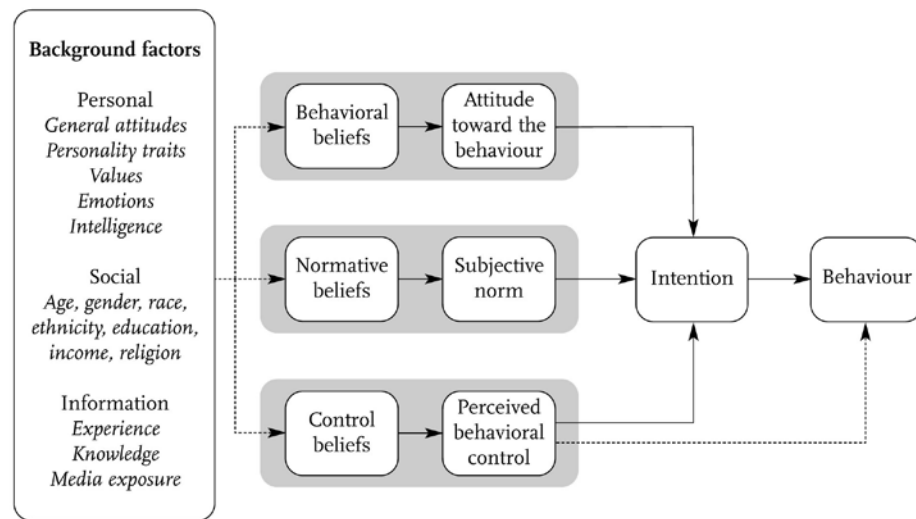 Background factors
Personal
General attitudes
Personality traits
Values
Emotions
Intelligence
Social
Age, gender, race,
ethnicity, education,
income, religion
Information
Experience
Knowledge
Media exposure
Behavioral
beliefs
Attitude
toward the
behaviour
Normative
beliefs
Subjective
norm
Control
beliefs
Perceived
behavioral
control
Intention
Behaviour